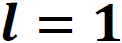 l = 1